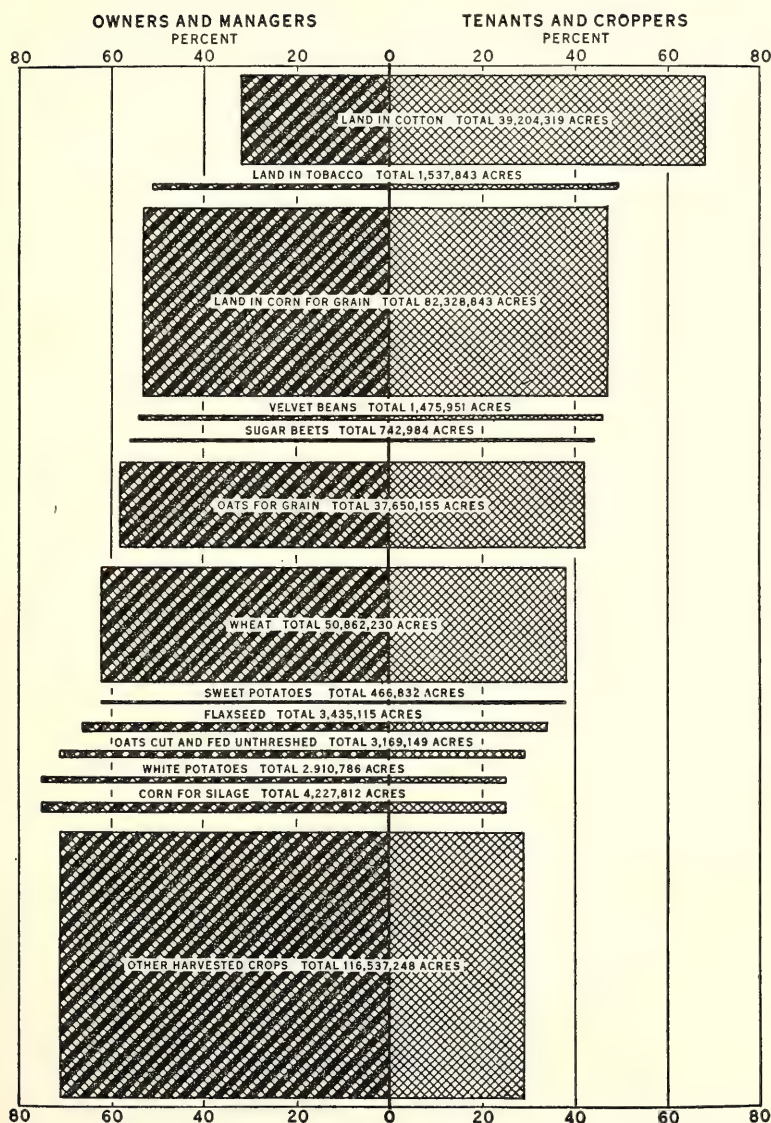 OWNERS AND MANAGERS TENANTS AND CROPPERS
PERCENT PERCENT
80 60 40 20 0 20 40 60 80
LAND IN COTTON TOTAL 39,204,319 ACRES
LAND IN TOBACCO TOTAL 1,537,843 ACRES
LAND IN CORN FOR GRAIN TOTAL 82,328,843 ACRES
VELVET BEANS TOTAL 1,475,951 ACRES
SUGAR BEETS TOTAL 742,984 ACRES
OATS FOR GRAIN TOTAL 37,650,155 ACRES
WHEAT TOTAL 50,862,230 ACRES
SWEET POTATOES TOTAL 466,832 ACRES
FLAXSEED TOTAL 3,435,115 ACRES
OATS CUT AND FED UNTHRESHED TOTAL 3,169,149 ACRES
WHITE POTATOES TOTAL 2.910,786 ACRES
CORN FOR SILAGE TOTAL 4,227,812 ACRES
OTHER HARVESTED CROPS TOTAL 116,537,248 ACRES
80 60 40 20 0 20 40 60 80